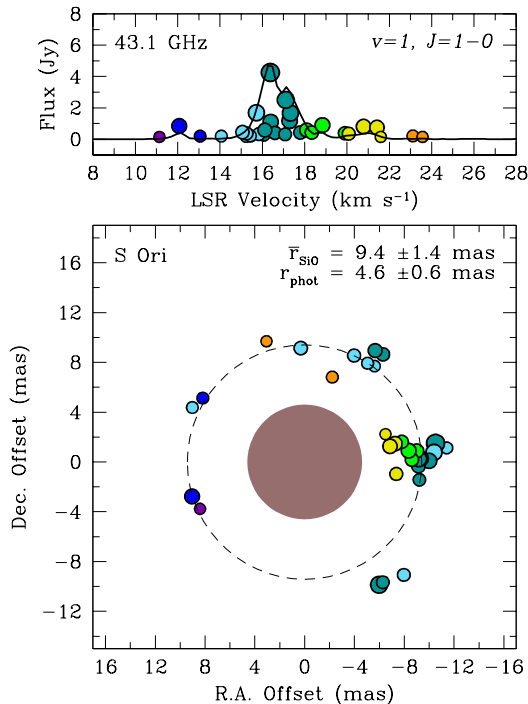 43.1 GHz
v=1, J=1−0
Flux (Jy)
8
6
4
2
0
8 10 12 14 16 18 20 22 24 26 28
LSR Velocity (km s⁻¹)
S Ori
r̅SiO = 9.4 ±1.4 mas
rphot = 4.6 ±0.6 mas
Dec. Offset (mas)
16
12
8
4
0
−4
−8
−12
16 12 8 4 0 −4 −8 −12 −16
R.A. Offset (mas)